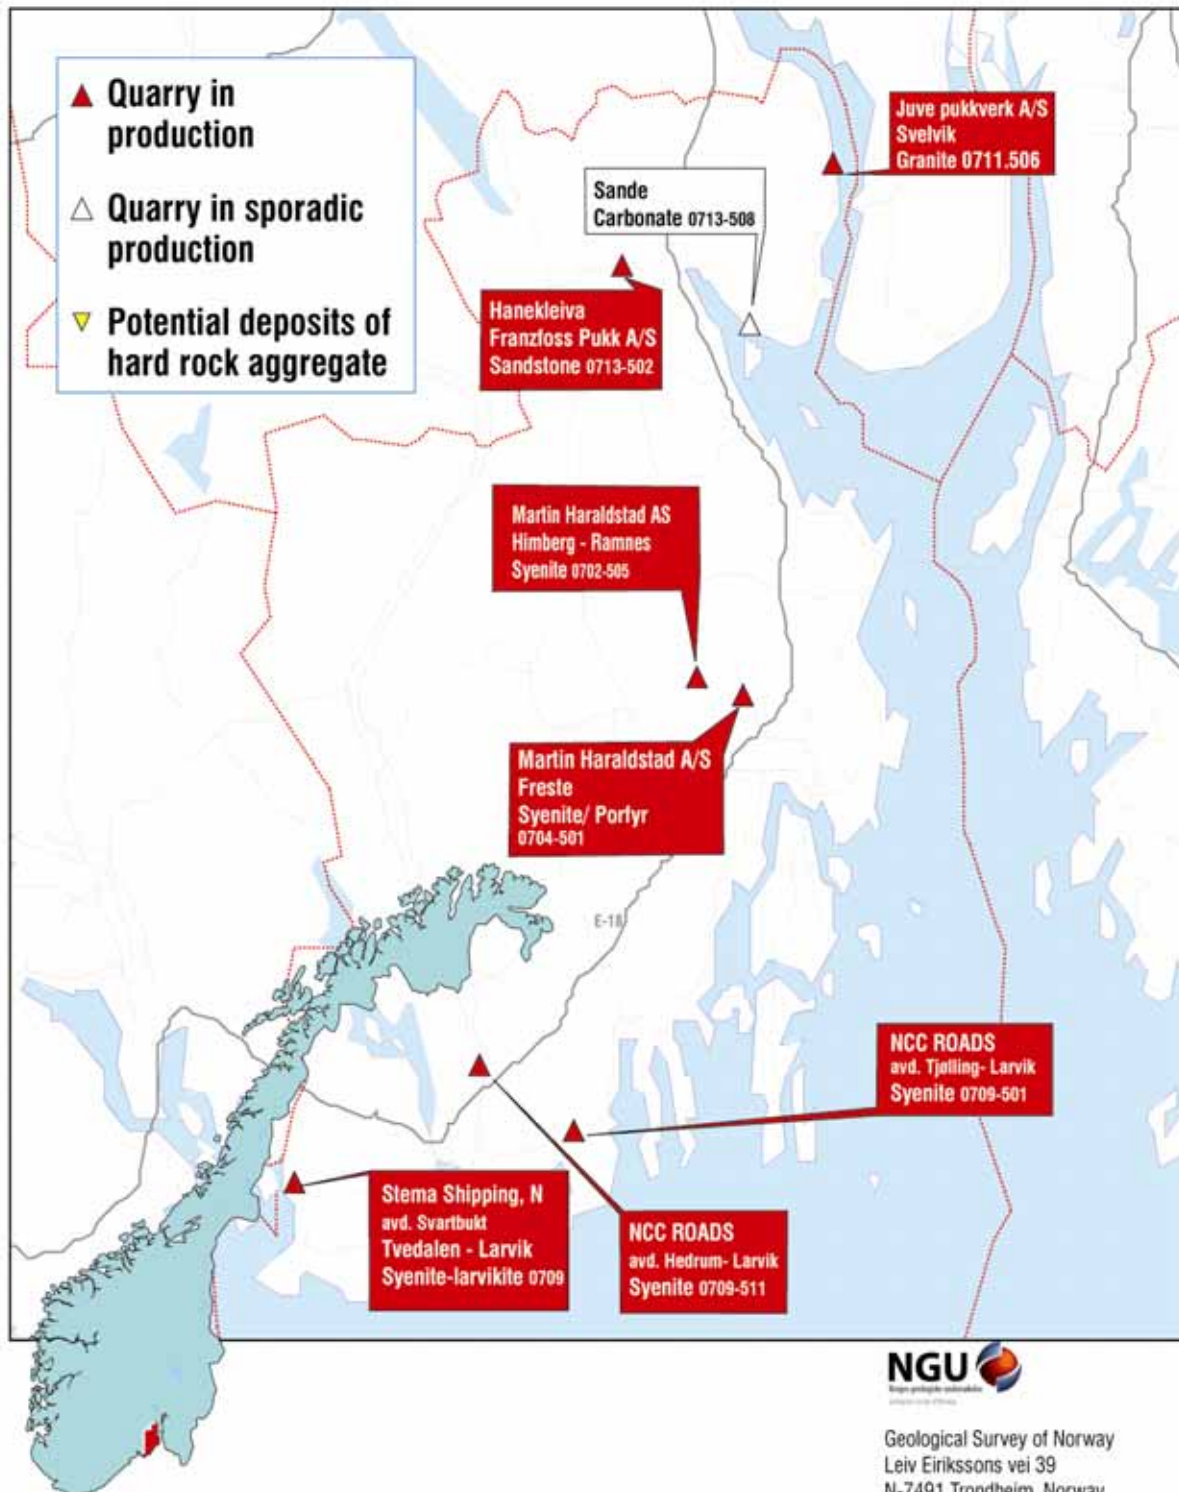 Quarry in
production
Quarry in sporadic
production
Potential deposits of
hard rock aggregate
Juve pukkverk A/S
Svelvik
Granite 0711.506
Sande
Carbonate 0713-508
Hanekleiva
Franzfoss Pukk A/S
Sandstone 0713-502
Martin Haraldstad AS
Himberg - Ramnes
Syenite 0702-505
Martin Haraldstad A/S
Freste
Syenite/ Porfyr
0704-501
E-18
NCC ROADS
avd. Tjølling- Larvik
Syenite 0709-501
Stema Shipping, N
avd. Svartbukt
Tvedalen - Larvik
Syenite-larvikite 0709
NCC ROADS
avd. Hedrum- Larvik
Syenite 0709-511
NGU
Geological Survey of Norway
Leiv Eirikssons vei 39
N-7491 Trondheim, Norway